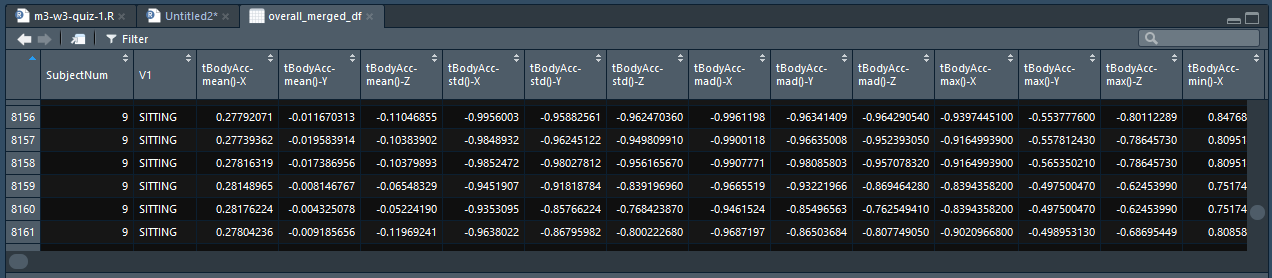 m3-w3-quiz-1.R Untitled2* overall_merged_df
Filter
SubjectNum V1 tBodyAcc-mean()-X tBodyAcc-mean()-Y tBodyAcc-mean()-Z tBodyAcc-std()-X tBodyAcc-std()-Y tBodyAcc-std()-Z tBodyAcc-mad()-X tBodyAcc-mad()-Y tBodyAcc-mad()-Z tBodyAcc-max()-X tBodyAcc-max()-Y tBodyAcc-max()-Z tBodyAcc-min()-X
8156 9 SITTING 0.27792071 -0.011670313 -0.11046855 -0.9956003 -0.95882561 -0.962470360 -0.9961198 -0.96341409 -0.964290540 -0.9397445100 -0.553777600 -0.80112289 0.84768
8157 9 SITTING 0.27739362 -0.019583914 -0.10383902 -0.9848932 -0.96245122 -0.949809910 -0.9900118 -0.96635008 -0.952393050 -0.9164993900 -0.557812430 -0.78645730 0.80951
8158 9 SITTING 0.27816319 -0.017386956 -0.10379893 -0.9852472 -0.98027812 -0.956165670 -0.9907771 -0.98085803 -0.957078320 -0.9164993900 -0.565350210 -0.78645730 0.80951
8159 9 SITTING 0.28148965 -0.008146767 -0.06548329 -0.9451907 -0.91818784 -0.839196960 -0.9665519 -0.93221966 -0.869464280 -0.8394358200 -0.497500470 -0.62453990 0.75174
8160 9 SITTING 0.28176224 -0.004325078 -0.05224190 -0.9353095 -0.85766224 -0.768423870 -0.9461524 -0.85496563 -0.762549410 -0.8394358200 -0.497500470 -0.62453990 0.75174
8161 9 SITTING 0.27804236 -0.009185656 -0.11969241 -0.9638022 -0.86795982 -0.800222680 -0.9687197 -0.86503684 -0.807749050 -0.9020966800 -0.498953130 -0.68695449 0.80858